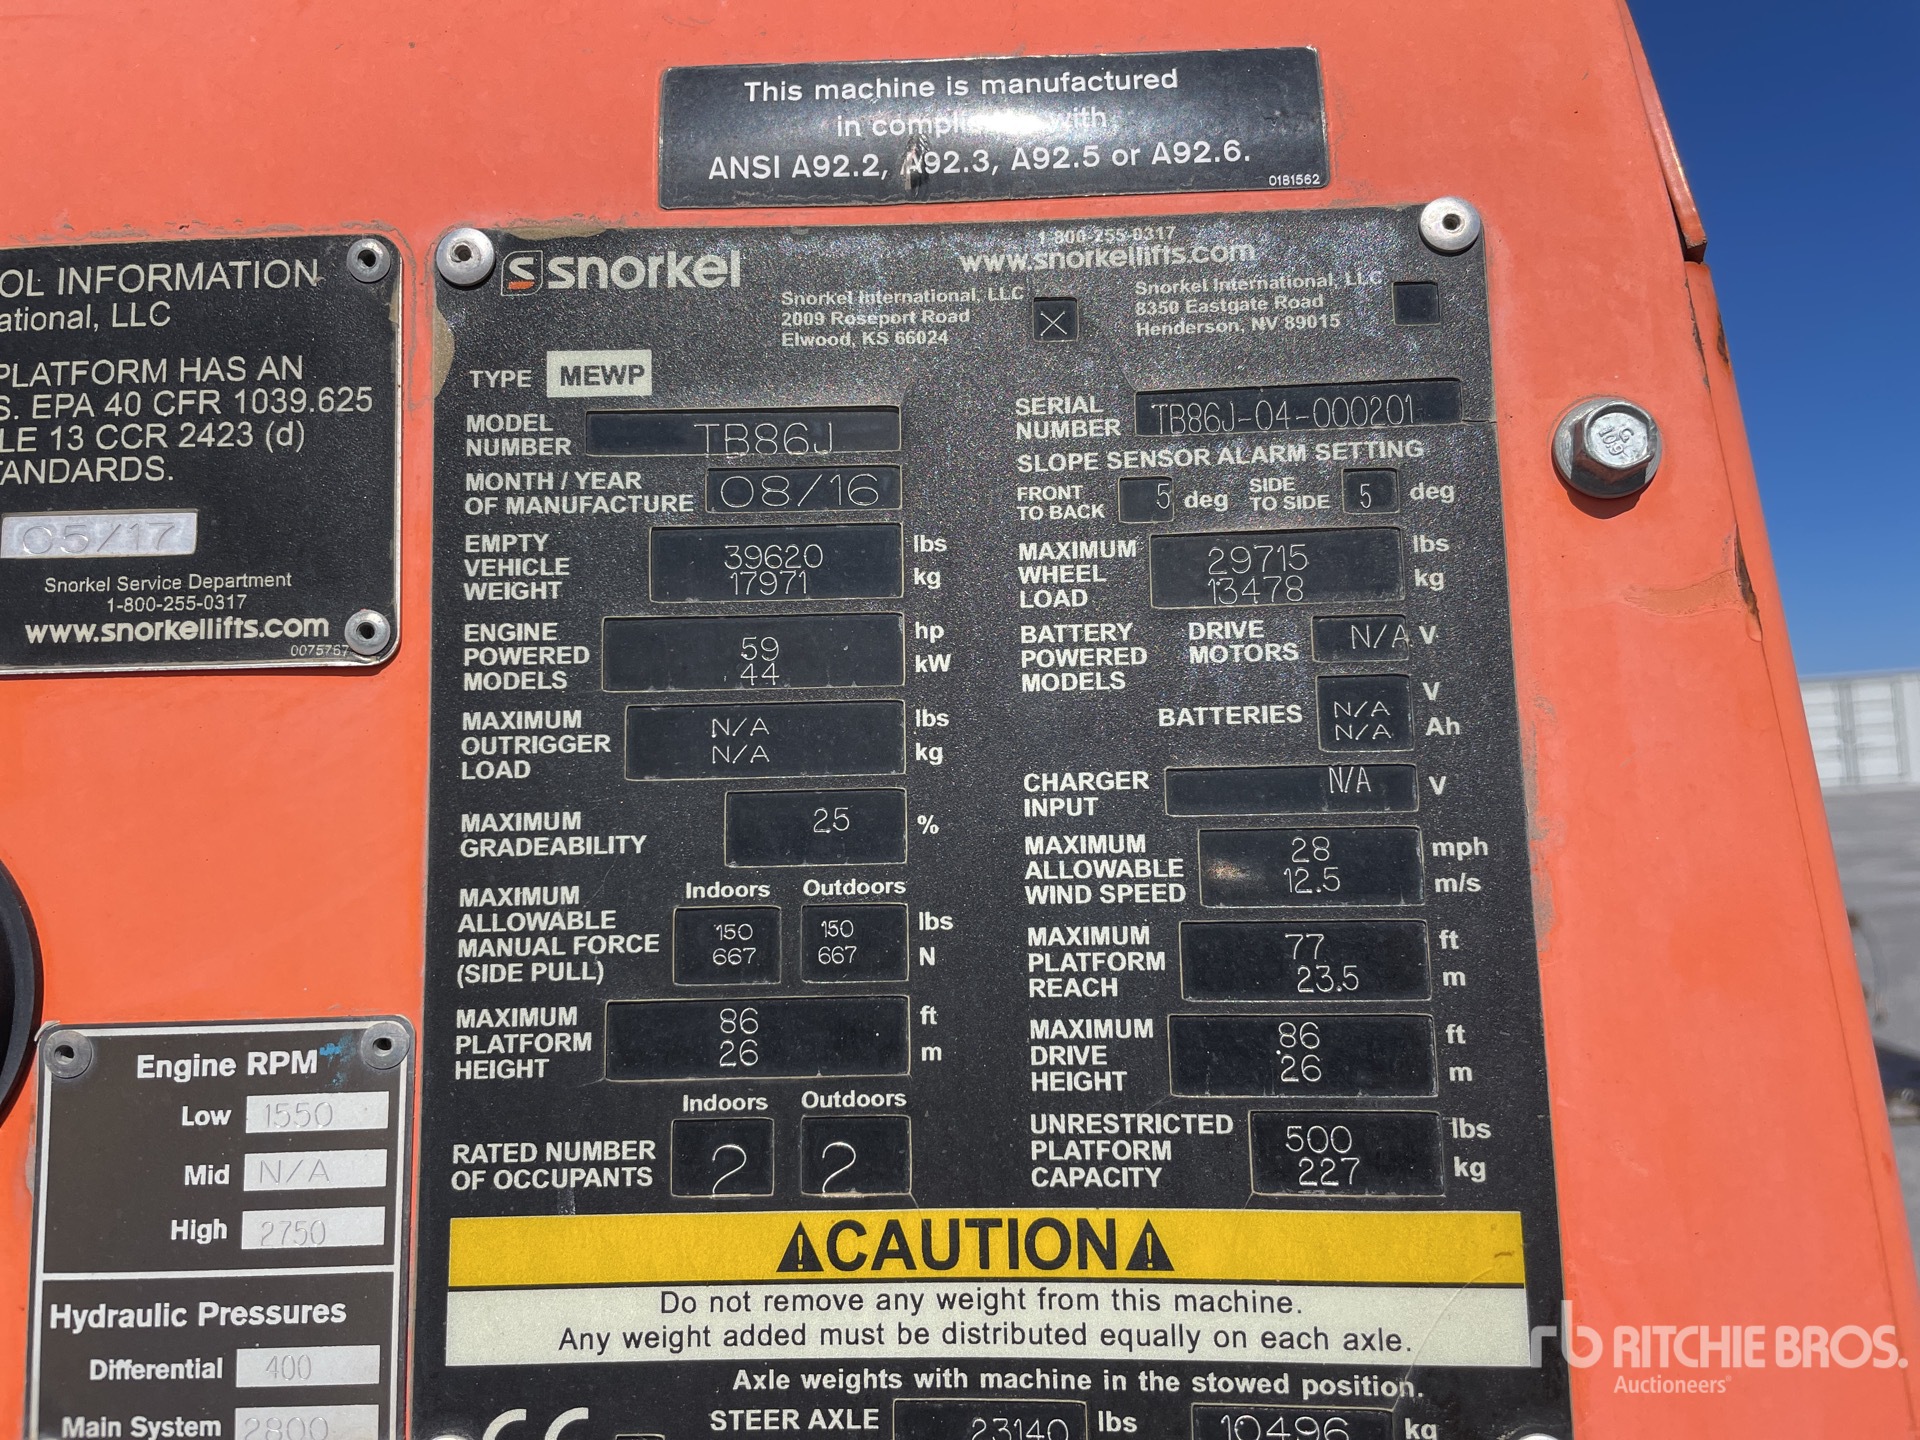 This machine is manufactured
in compli with
ANSI A92.2, A92.3, A92.5 or A92.6.
0181562
OL INFORMATION
ational, LLC
PLATFORM HAS AN
S. EPA 40 CFR 1039.625
LE 13 CCR 2423 (d)
TANDARDS.
05/17
Snorkel Service Department
1-800-255-0317
www.snorkellifts.com
0075767
snorkel
1-800-255-0317
www.snorkellifts.com
Snorkel International, LLC
2009 Roseport Road
Elwood, KS 66024
X
Snorkel International, LLC
8350 Eastgate Road
Henderson, NV 89015
TYPE MEWP
MODEL
NUMBER TB86J
SERIAL
NUMBER TB86J-04-000201
MONTH / YEAR
OF MANUFACTURE 08/16
SLOPE SENSOR ALARM SETTING
FRONT
TO BACK 5 deg
SIDE
TO SIDE 5 deg
EMPTY
VEHICLE
WEIGHT
39620 lbs
17971 kg
MAXIMUM
WHEEL
LOAD
29715 lbs
13478 kg
ENGINE
POWERED
MODELS
59 hp
44 kW
BATTERY
POWERED
MODELS
DRIVE
MOTORS N/A V
BATTERIES
N/A V
N/A Ah
MAXIMUM
OUTRIGGER
LOAD
N/A lbs
N/A kg
CHARGER
INPUT N/A V
MAXIMUM
GRADEABILITY 25 %
MAXIMUM
ALLOWABLE
WIND SPEED
28 mph
12.5 m/s
MAXIMUM
ALLOWABLE
MANUAL FORCE
(SIDE PULL)
Indoors Outdoors
150 150 lbs
667 667 N
MAXIMUM
PLATFORM
REACH
77 ft
23.5 m
MAXIMUM
PLATFORM
HEIGHT
86 ft
26 m
MAXIMUM
DRIVE
HEIGHT
86 ft
26 m
Indoors Outdoors
RATED NUMBER
OF OCCUPANTS
2 2
UNRESTRICTED
PLATFORM
CAPACITY
500 lbs
227 kg
CAUTION
Do not remove any weight from this machine.
Any weight added must be distributed equally on each axle.
Axle weights with machine in the stowed position.
STEER AXLE 23140 lbs 10496 kg
CE
Engine RPM
Low 1550
Mid N/A
High 2750
Hydraulic Pressures
Differential 400
Main System 2800
G
10.9
rb RITCHIE BROS.
Auctioneers